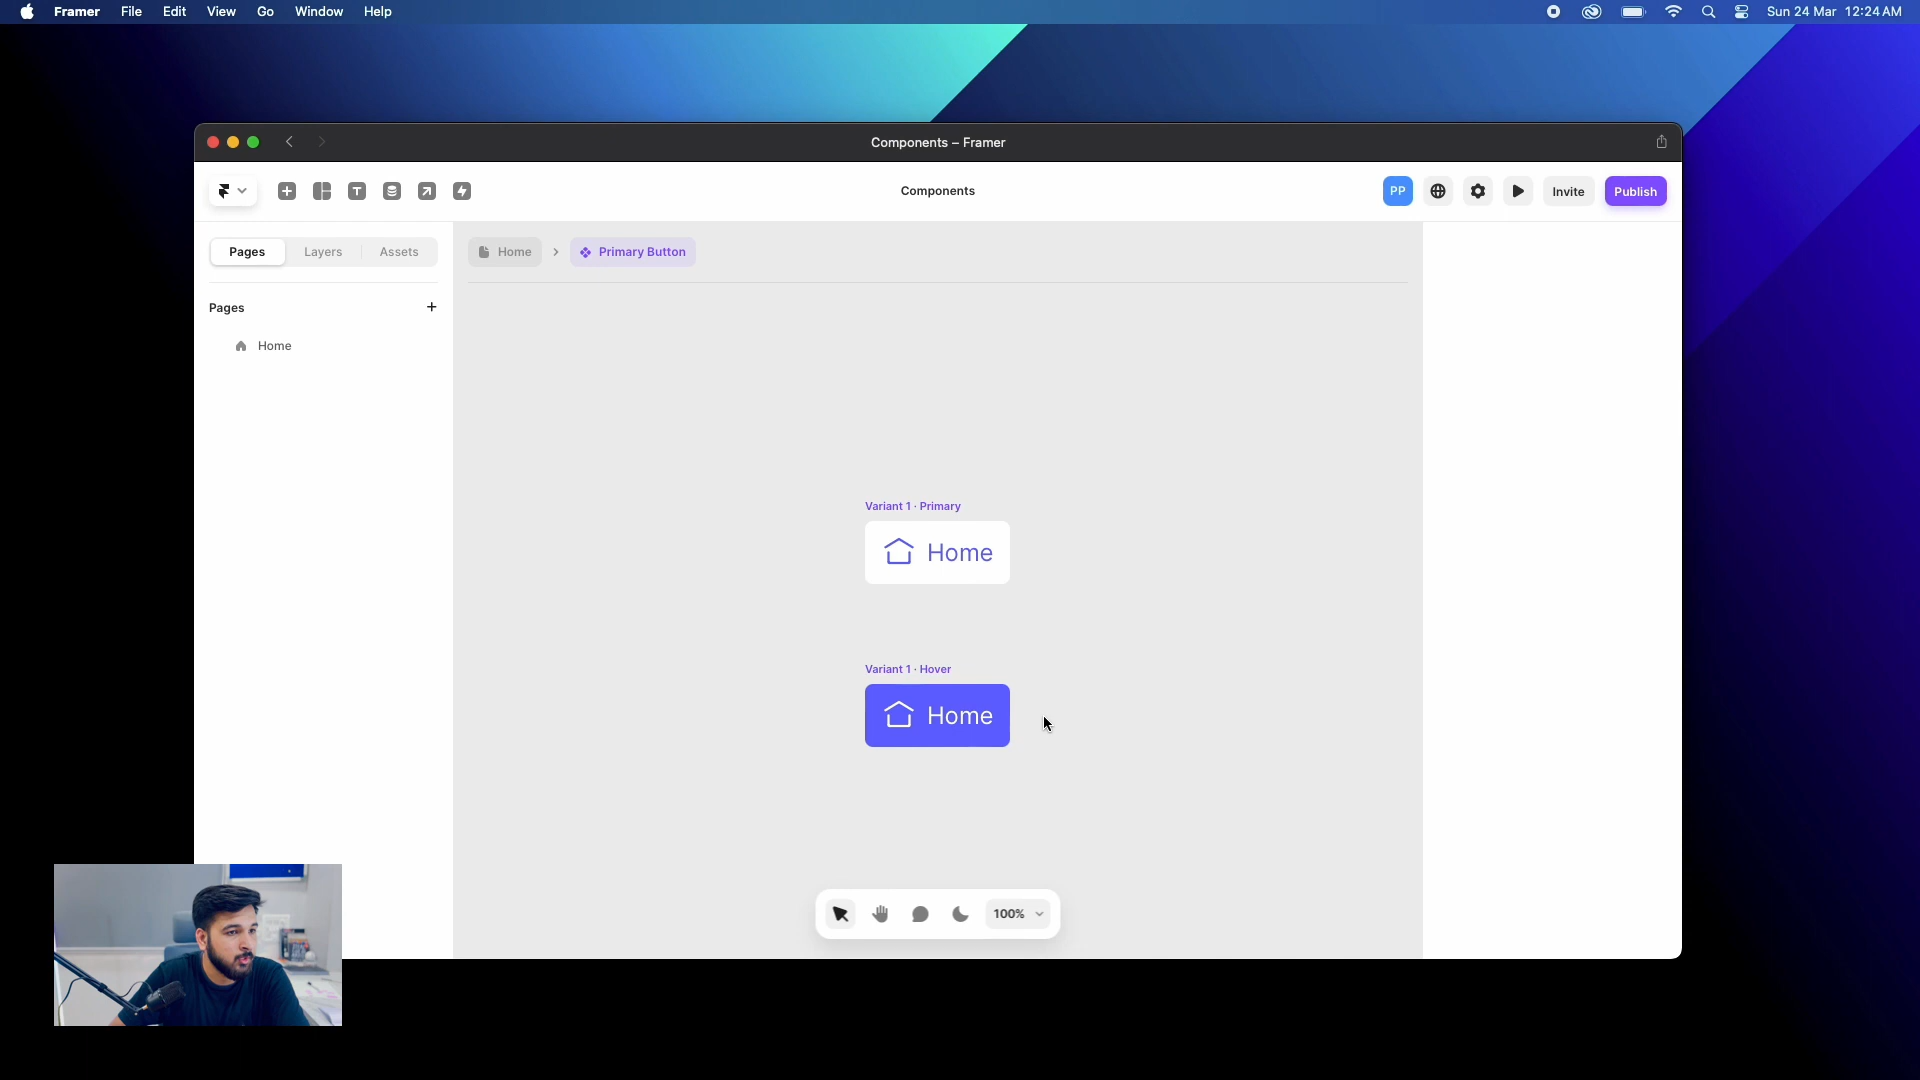 Framer File Edit View Go Window Help Sun 24 Mar 12:24 AM
Components – Framer
Components PP Invite Publish
Pages Layers Assets Home Primary Button
Pages
Home
Variant 1 · Primary
Home
Variant 1 · Hover
Home
100%